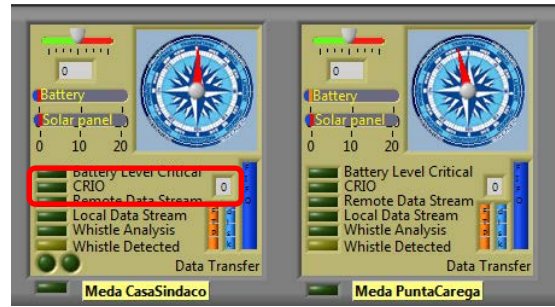 0
Battery
Solar panel
0 10 20
Battery Level Critical
CRIO 0
Remote Data Stream
Local Data Stream
Whistle Analysis
Whistle Detected
Data Transfer
Meda CasaSindaco
0
Battery
Solar panel
0 10 20
Battery Level Critical
CRIO 0
Remote Data Stream
Local Data Stream
Whistle Analysis
Whistle Detected
Data Transfer
Meda PuntaCarega